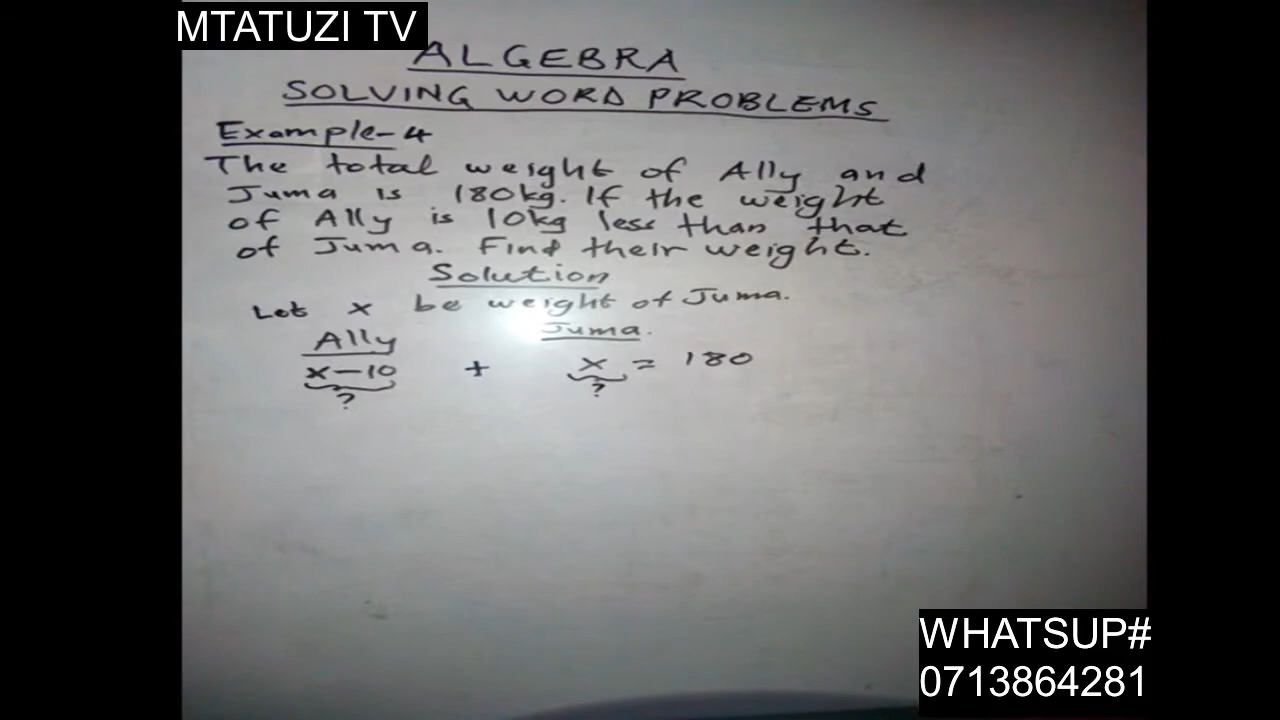 MTATUZI TV
ALGEBRA
SOLVING WORD PROBLEMS
Example-4
The total weight of Ally and
Juma is 180kg. If the weight
of Ally is 10kg less than that
of Juma. Find their weight.
Solution
Let x be weight of Juma.
Ally Juma.
x-10 + x = 180
? ?
WHATSUP#
0713864281